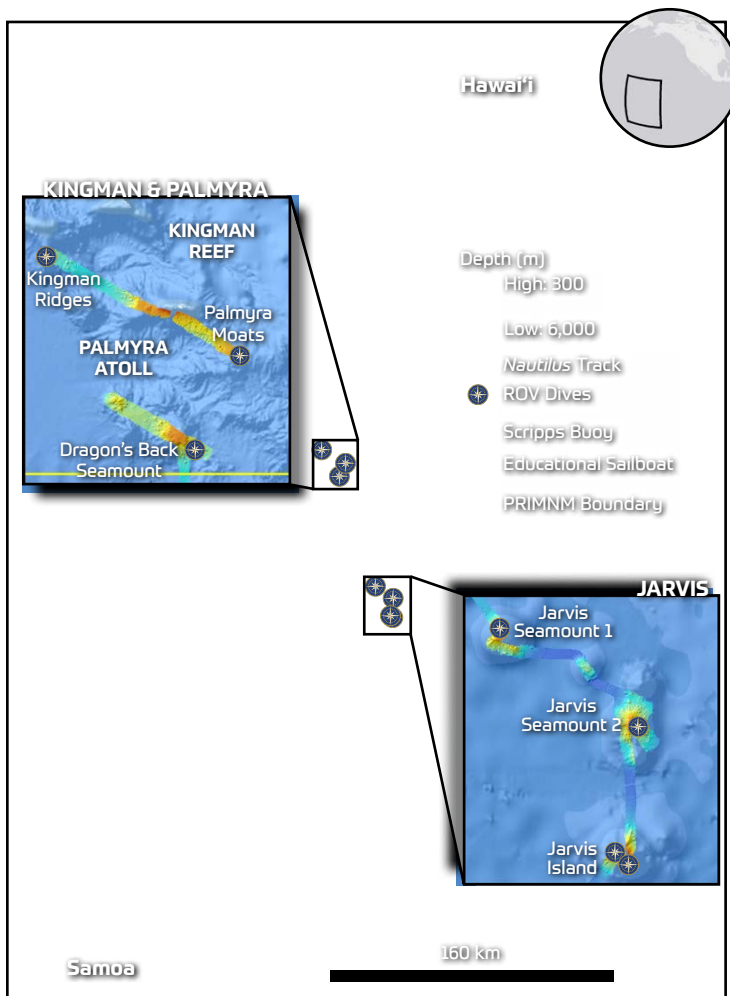 Hawai‘i
KINGMAN & PALMYRA
KINGMAN
REEF
Kingman
Ridges
Palmyra
Moats
PALMYRA
ATOLL
Dragon’s Back
Seamount
Depth (m)
High: 300
Low: 6,000
Nautilus Track
ROV Dives
Scripps Buoy
Educational Sailboat
PRIMNM Boundary
JARVIS
Jarvis
Seamount 1
Jarvis
Seamount 2
Jarvis
Island
160 km
Samoa